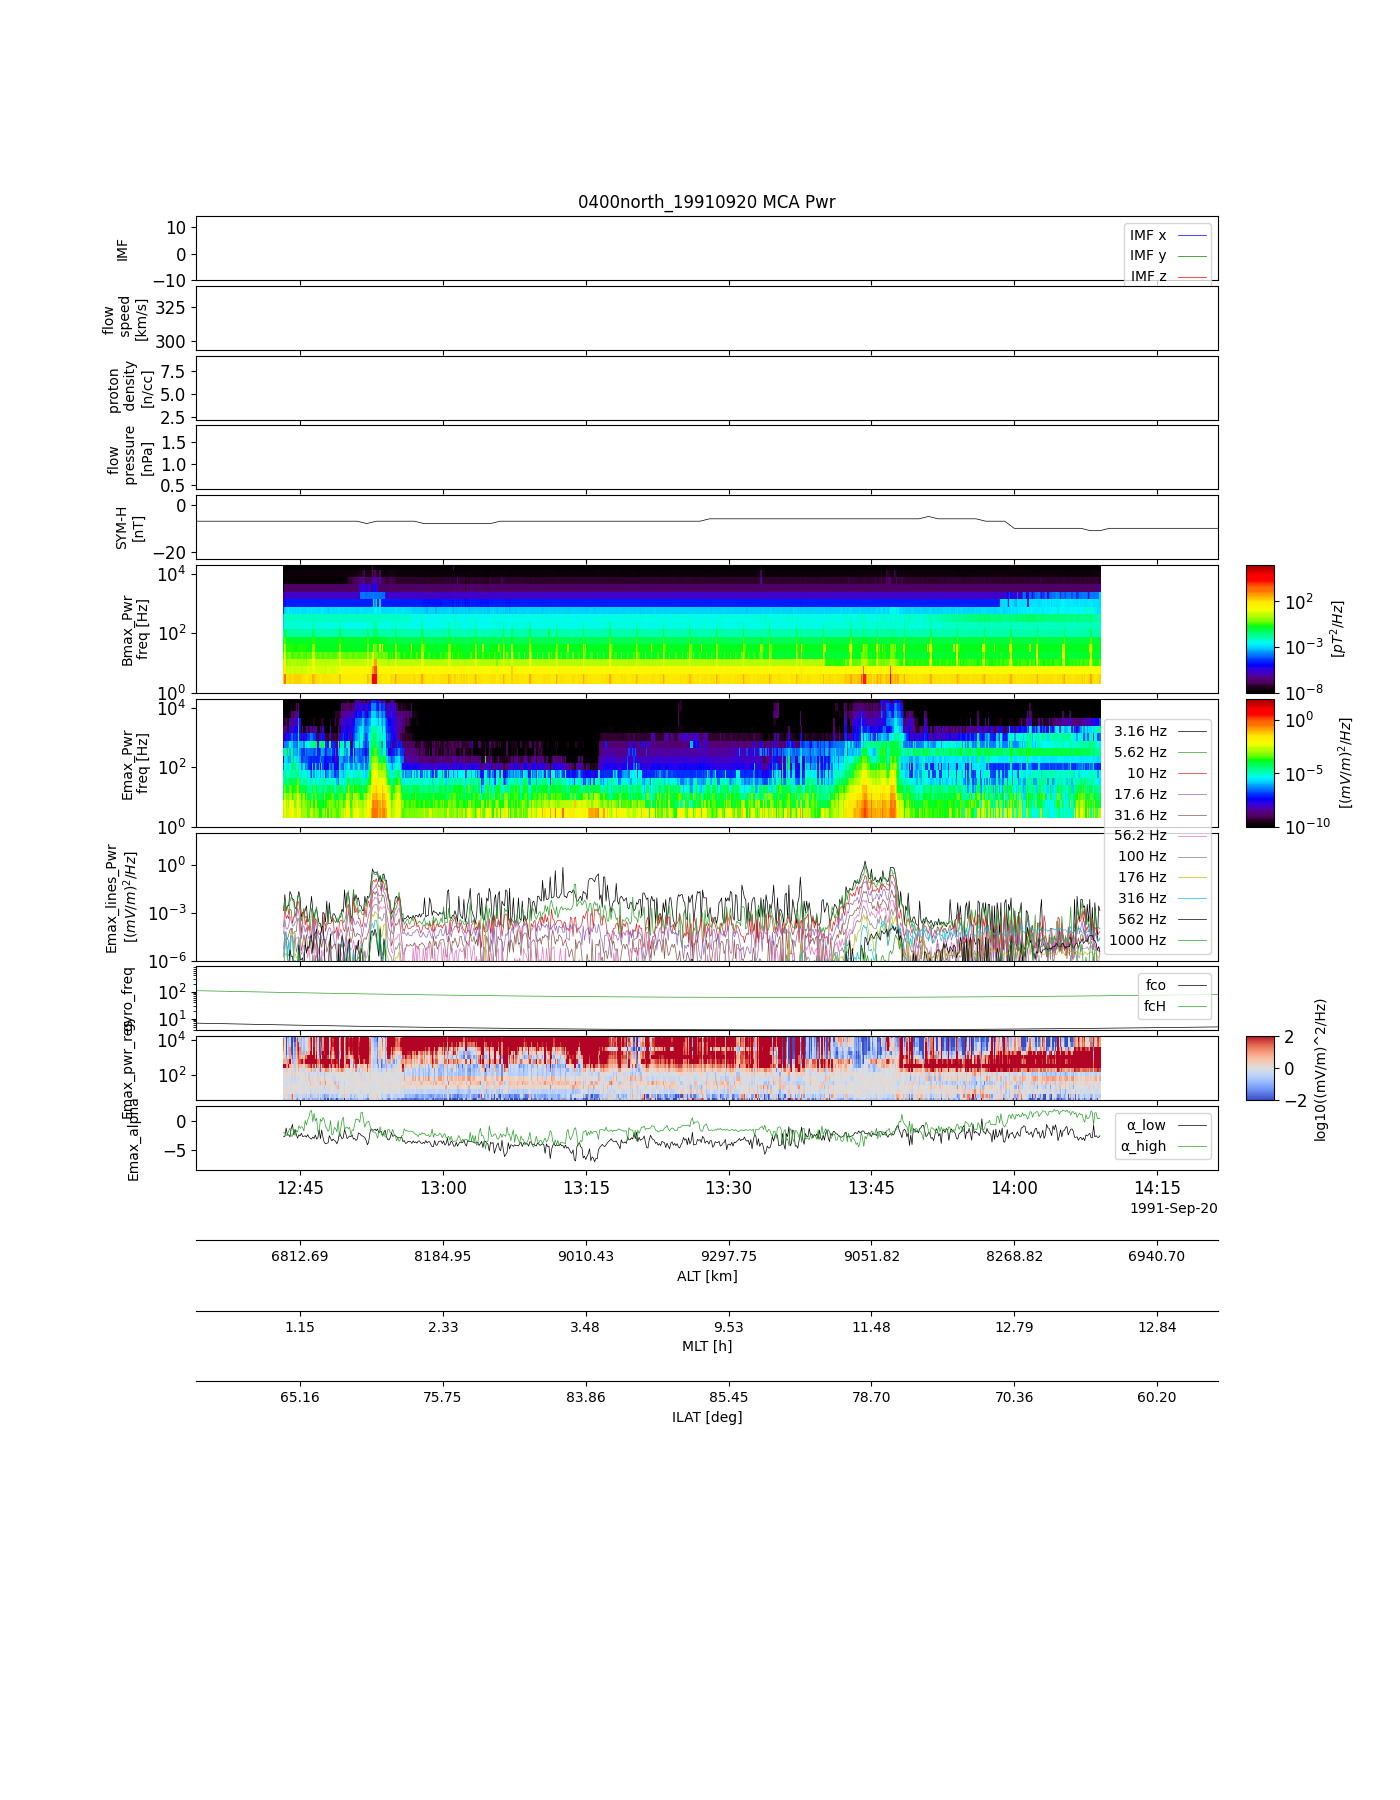 0400north_19910920 MCA Pwr
10
0
−10
IMF
IMF x
IMF y
IMF z
325
300
flow
speed
[km/s]
7.5
5.0
2.5
proton
density
[n/cc]
1.5
1.0
0.5
flow
pressure
[nPa]
0
−20
SYM-H
[nT]
10^4
10^2
10^0
Bmax_Pwr
freq [Hz]
10^2
10^−3
10^−8
[pT^2/Hz]
10^4
10^2
10^0
Emax_Pwr
freq [Hz]
10^0
10^−5
10^−10
[(mV/m)^2/Hz]
3.16 Hz
5.62 Hz
10 Hz
17.6 Hz
31.6 Hz
56.2 Hz
100 Hz
176 Hz
316 Hz
562 Hz
1000 Hz
10^0
10^−3
10^−6
Emax_lines_Pwr
[(mV/m)^2/Hz]
10^2
10^1
fco
fcH
10^4
10^2
Emax_pwr_res
2
0
−2
log10((mV/m)^2/Hz)
0
−5
Emax_alpha
α_low
α_high
12:45 13:00 13:15 13:30 13:45 14:00 14:15
1991-Sep-20
6812.69 8184.95 9010.43 9297.75 9051.82 8268.82 6940.70
ALT [km]
1.15 2.33 3.48 9.53 11.48 12.79 12.84
MLT [h]
65.16 75.75 83.86 85.45 78.70 70.36 60.20
ILAT [deg]